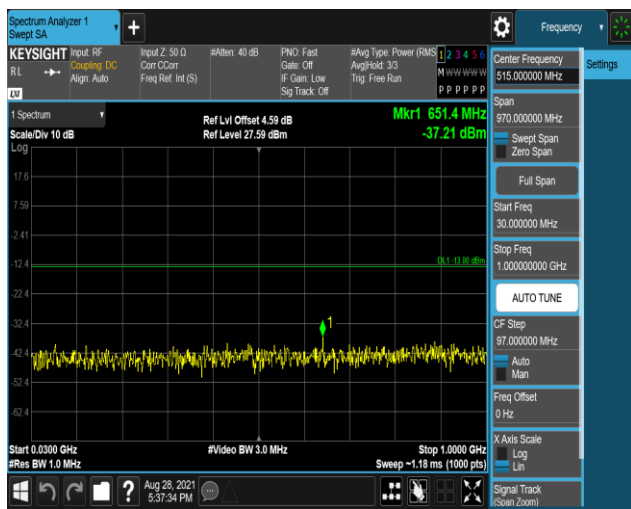 Spectrum Analyzer 1
Swept SA
Frequency
KEYSIGHT
RL
LXI
Input: RF
Coupling: DC
Align: Auto
Input Z: 50 Ω
Corr CCorr
Freq Ref: Int (S)
#Atten: 40 dB
PNO: Fast
Gate: Off
IF Gain: Low
Sig Track: Off
#Avg Type: Power (RMS
Avg|Hold: 3/3
Trig: Free Run
1 2 3 4 5 6
M W W W W W
P P P P P P
1 Spectrum
Scale/Div 10 dB
Log
Ref Lvl Offset 4.59 dB
Ref Level 27.59 dBm
Mkr1 651.4 MHz
-37.21 dBm
17.6
7.59
-2.41
-12.4
DL1 -13.00 dBm
-22.4
-32.4
1
-42.4
-52.4
-62.4
Start 0.0300 GHz
#Res BW 1.0 MHz
#Video BW 3.0 MHz
Stop 1.0000 GHz
Sweep ~1.18 ms (1000 pts)
?
Aug 28, 2021
5:37:34 PM
Center Frequency
515.000000 MHz
Settings
Span
970.000000 MHz
Swept Span
Zero Span
Full Span
Start Freq
30.000000 MHz
Stop Freq
1.000000000 GHz
AUTO TUNE
CF Step
97.000000 MHz
Auto
Man
Freq Offset
0 Hz
X Axis Scale
Log
Lin
Signal Track
(Span Zoom)